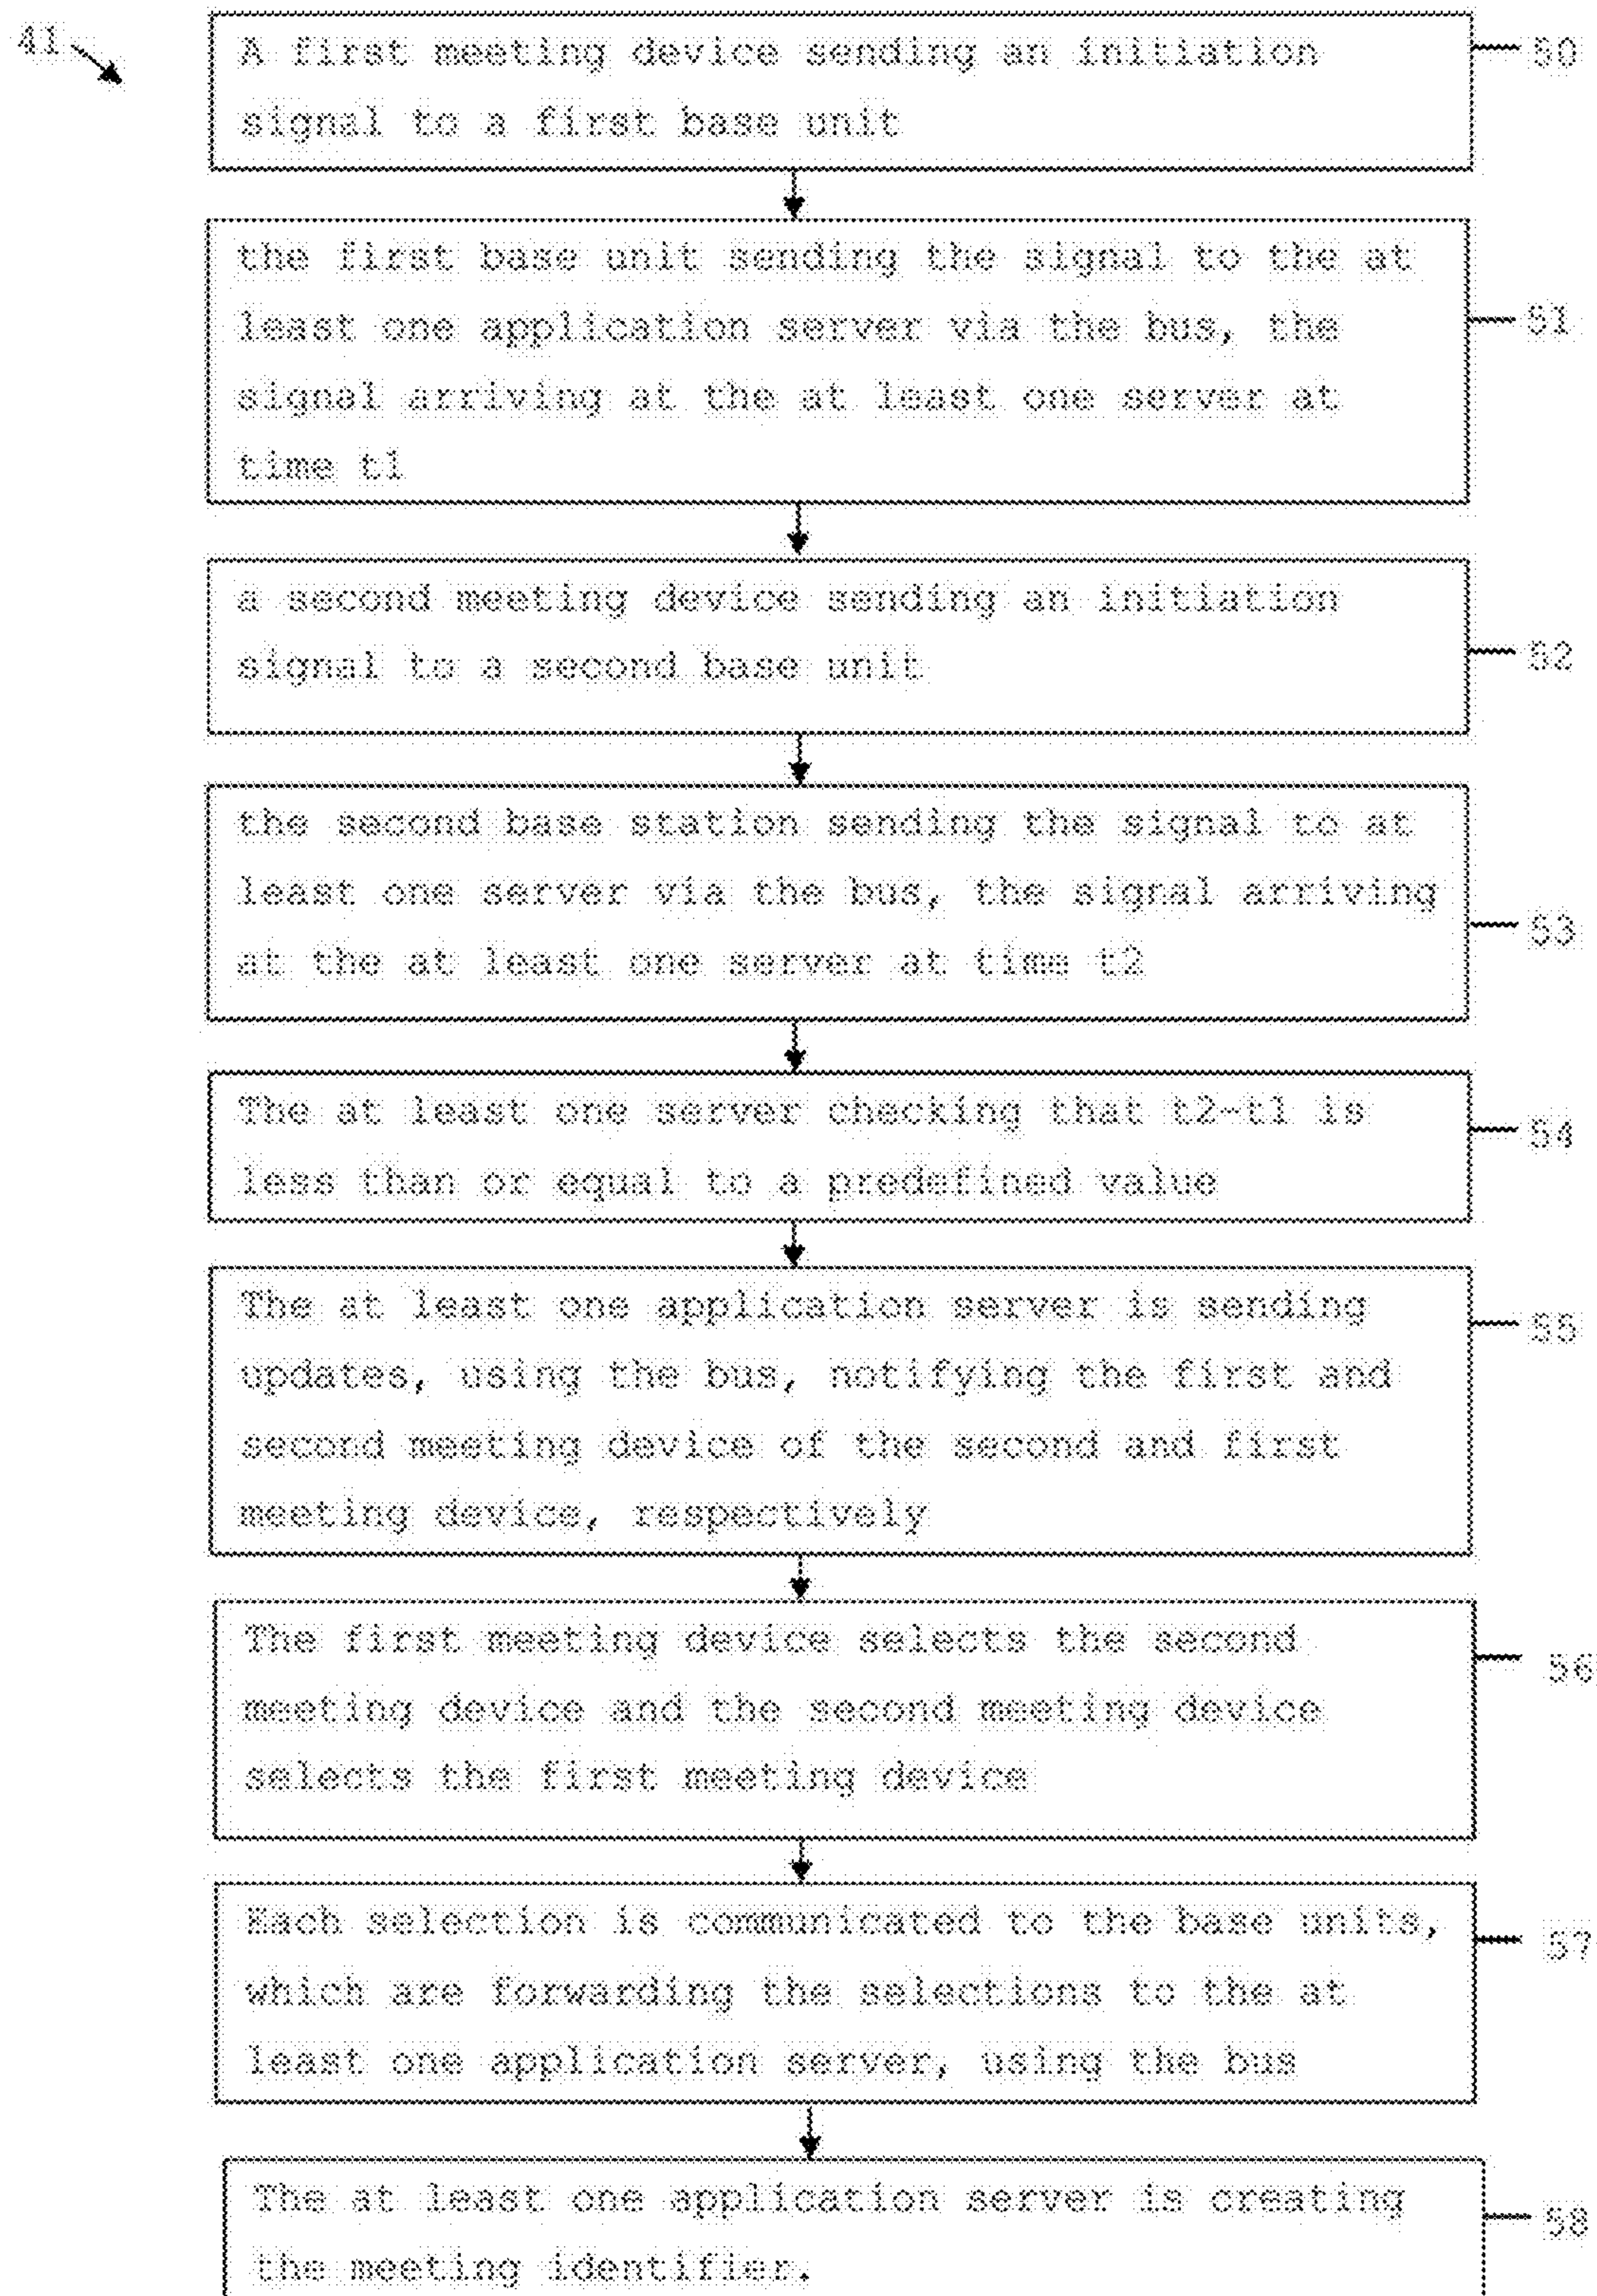 41
A first meeting device sending an initiation
signal to a first base unit
50
the first base unit sending the signal to the at
least one application server via the bus, the
signal arriving at the at least one server at
time t1
51
a second meeting device sending an initiation
signal to a second base unit
52
the second base station sending the signal to at
least one server via the bus, the signal arriving
at the at least one server at time t2
53
The at least one server checking that t2-t1 is
less than or equal to a predefined value
54
The at least one application server is sending
updates, using the bus, notifying the first and
second meeting device of the second and first
meeting device, respectively
55
The first meeting device selects the second
meeting device and the second meeting device
selects the first meeting device
56
Each selection is communicated to the base units,
which are forwarding the selections to the at
least one application server, using the bus
57
The at least one application server is creating
the meeting identifier.
58